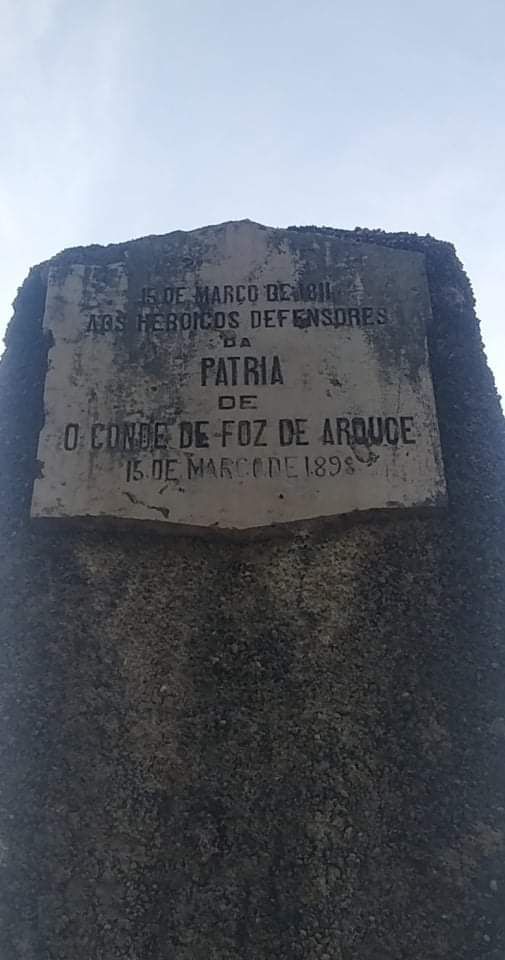 15 DE MARÇO DE 1811
AOS HEROICOS DEFENSORES
DA
PATRIA
DE
O CONDE DE FOZ DE AROUCE
15 DE MARÇO DE 1898